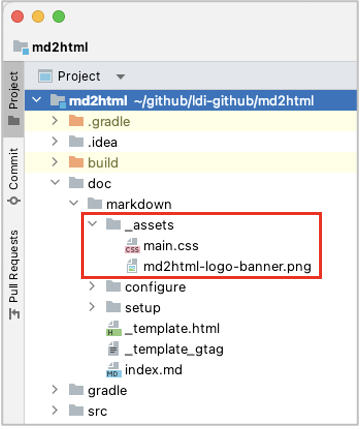 md2html
Project
Project
Commit
Pull Requests
md2html ~/github/ldi-github/md2html
.gradle
.idea
build
doc
markdown
_assets
CSS main.css
md2html-logo-banner.png
configure
setup
H _template.html
_template_gtag
MD index.md
gradle
src